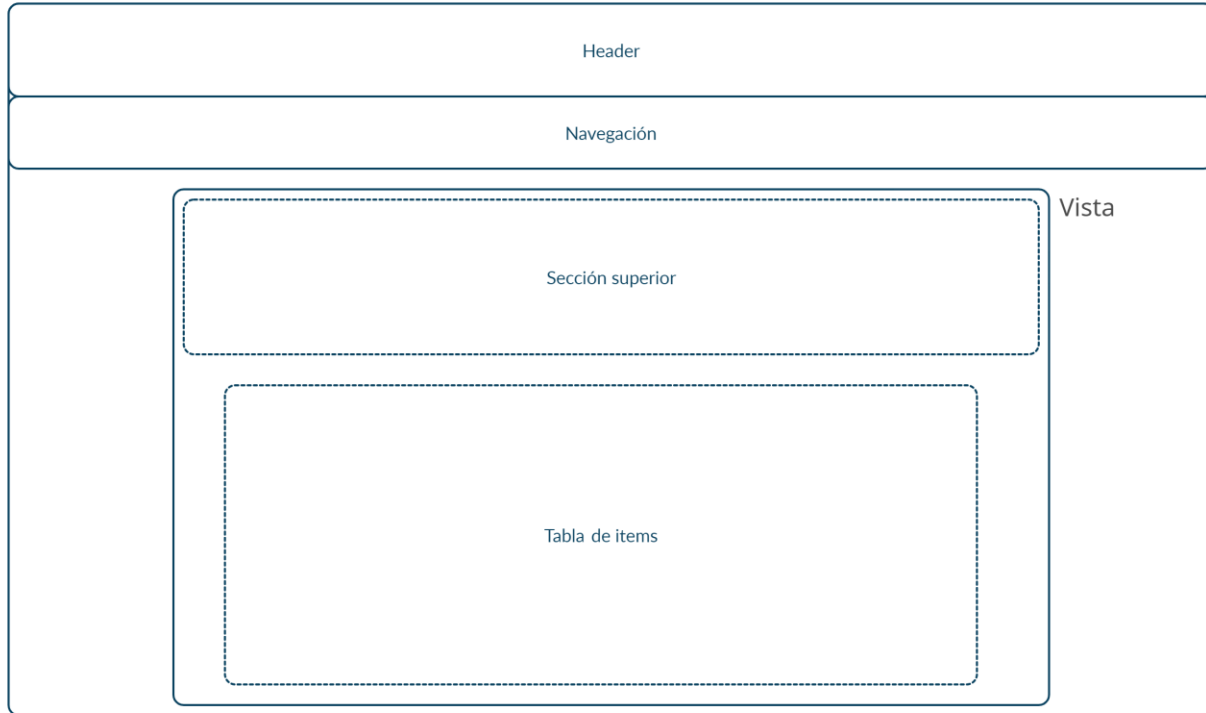 Header
Navegación
Vista
Sección superior
Tabla de items